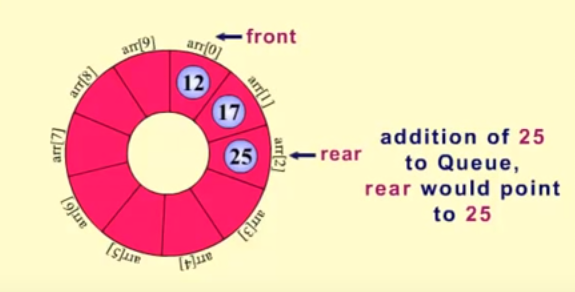 arr[9]
arr[0]
front
arr[8]
12
arr[1]
17
arr[7]
25
arr[2]
rear
addition of 25
to Queue,
rear would point
to 25
arr[6]
arr[3]
arr[5]
arr[4]